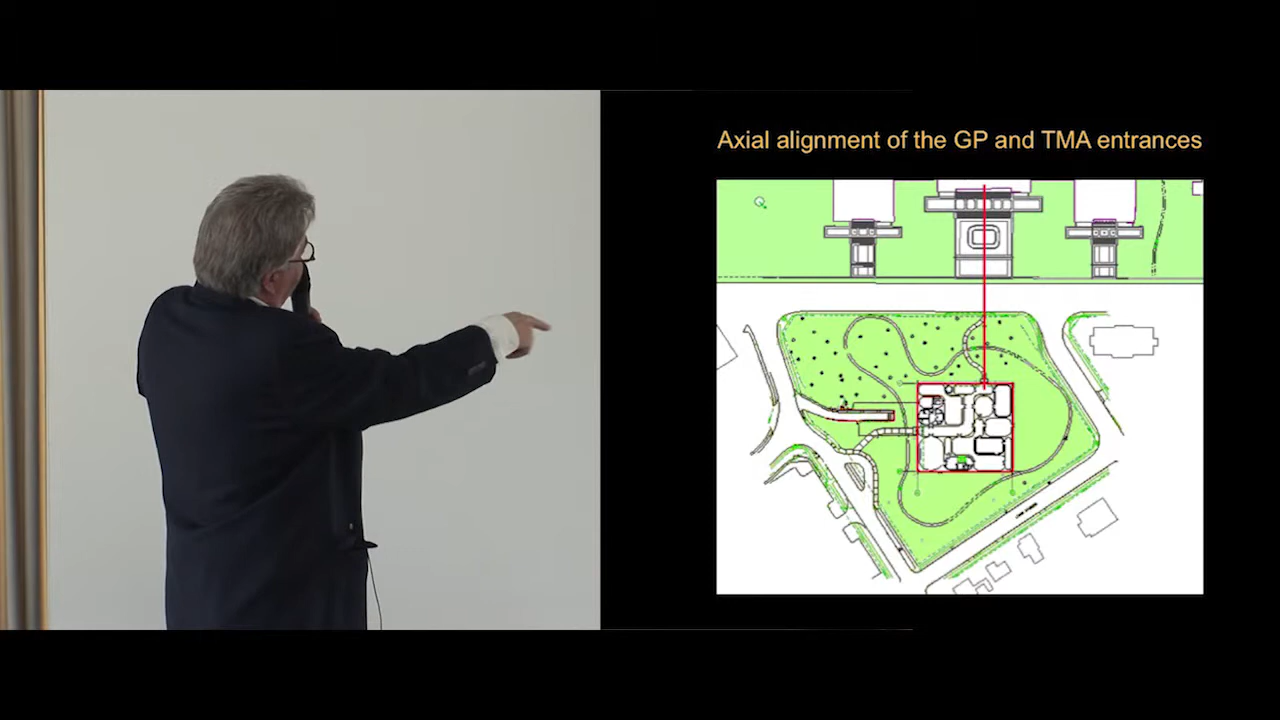 Axial alignment of the GP and TMA entrances